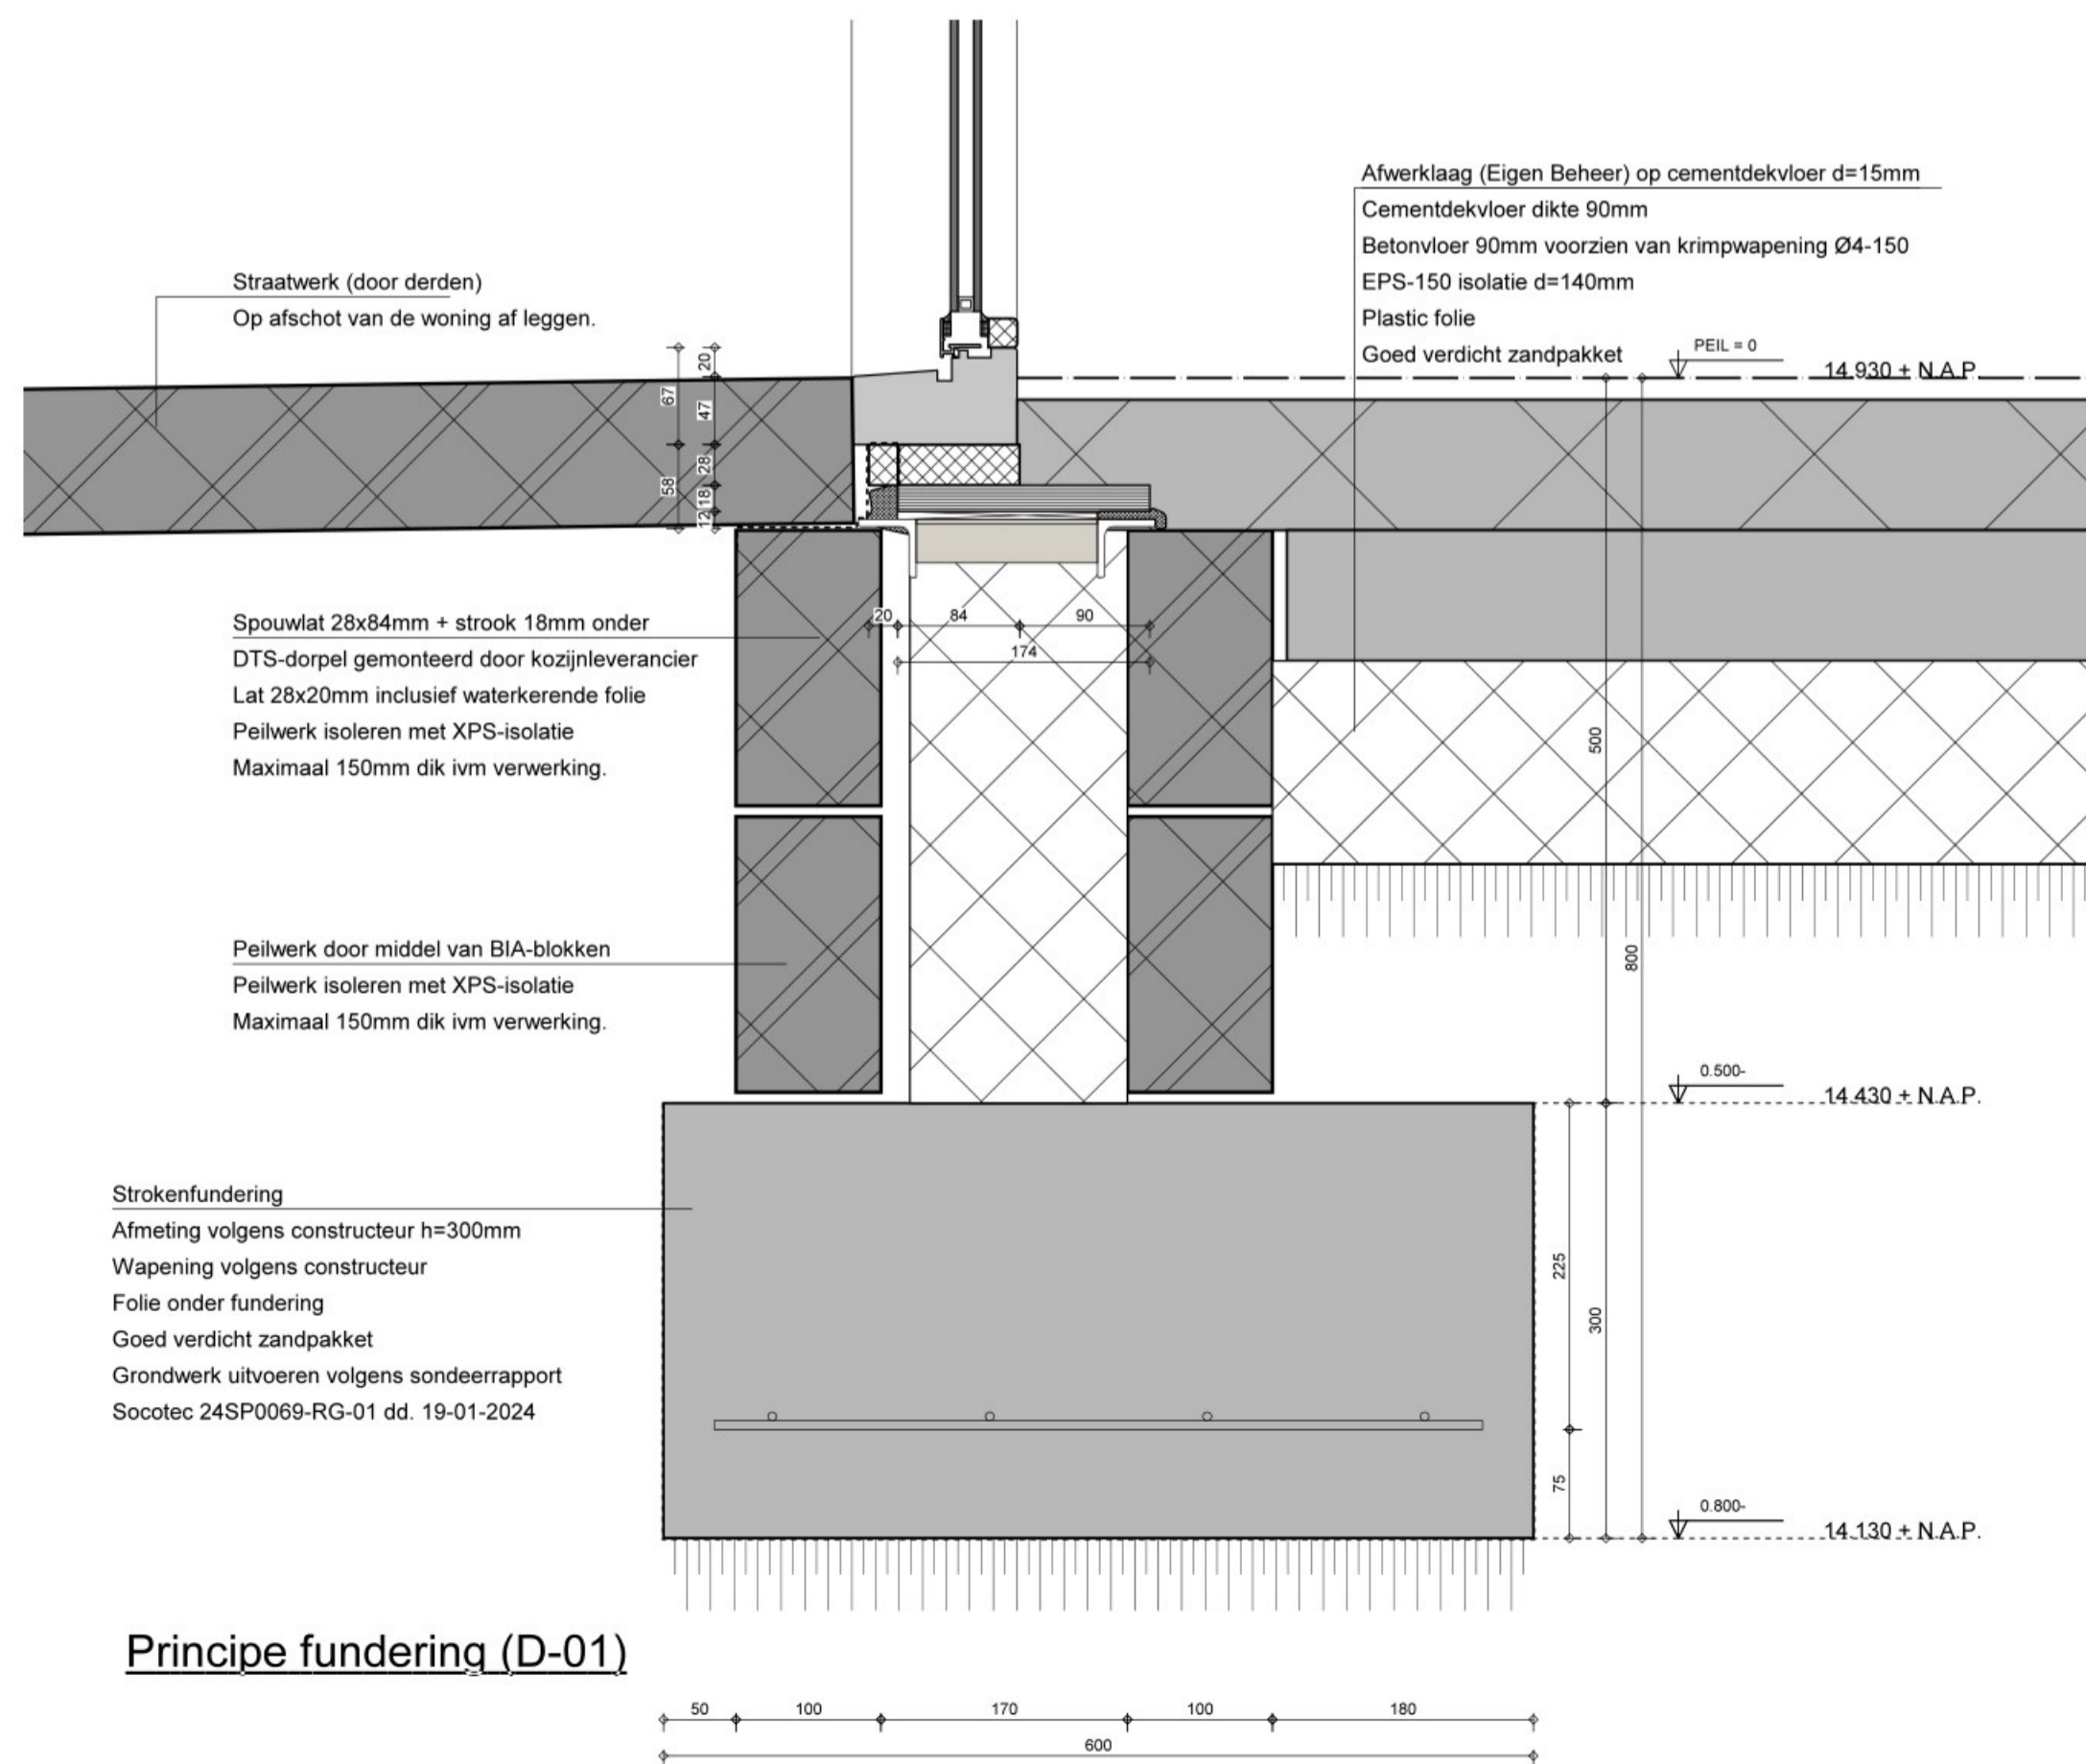 Afwerklaag (Eigen Beheer) op cementdekvloer d=15mm
Cementdekvloer dikte 90mm
Betonvloer 90mm voorzien van krimpwapening Ø4-150
EPS-150 isolatie d=140mm
Plastic folie
Goed verdicht zandpakket
PEIL = 0
14.930 + N.A.P.
Straatwerk (door derden)
Op afschot van de woning af leggen.
20
67
47
28
58
18
12
Spouwlat 28x84mm + strook 18mm onder
DTS-dorpel gemonteerd door kozijnleverancier
Lat 28x20mm inclusief waterkerende folie
Peilwerk isoleren met XPS-isolatie
Maximaal 150mm dik ivm verwerking.
20
84
90
174
500
800
Peilwerk door middel van BIA-blokken
Peilwerk isoleren met XPS-isolatie
Maximaal 150mm dik ivm verwerking.
0.500-
14.430 + N.A.P.
Strokenfundering
Afmeting volgens constructeur h=300mm
Wapening volgens constructeur
Folie onder fundering
Goed verdicht zandpakket
Grondwerk uitvoeren volgens sondeerrapport
Socotec 24SP0069-RG-01 dd. 19-01-2024
225
300
75
0.800-
14.130 + N.A.P.
Principe fundering (D-01)
50
100
170
100
180
600